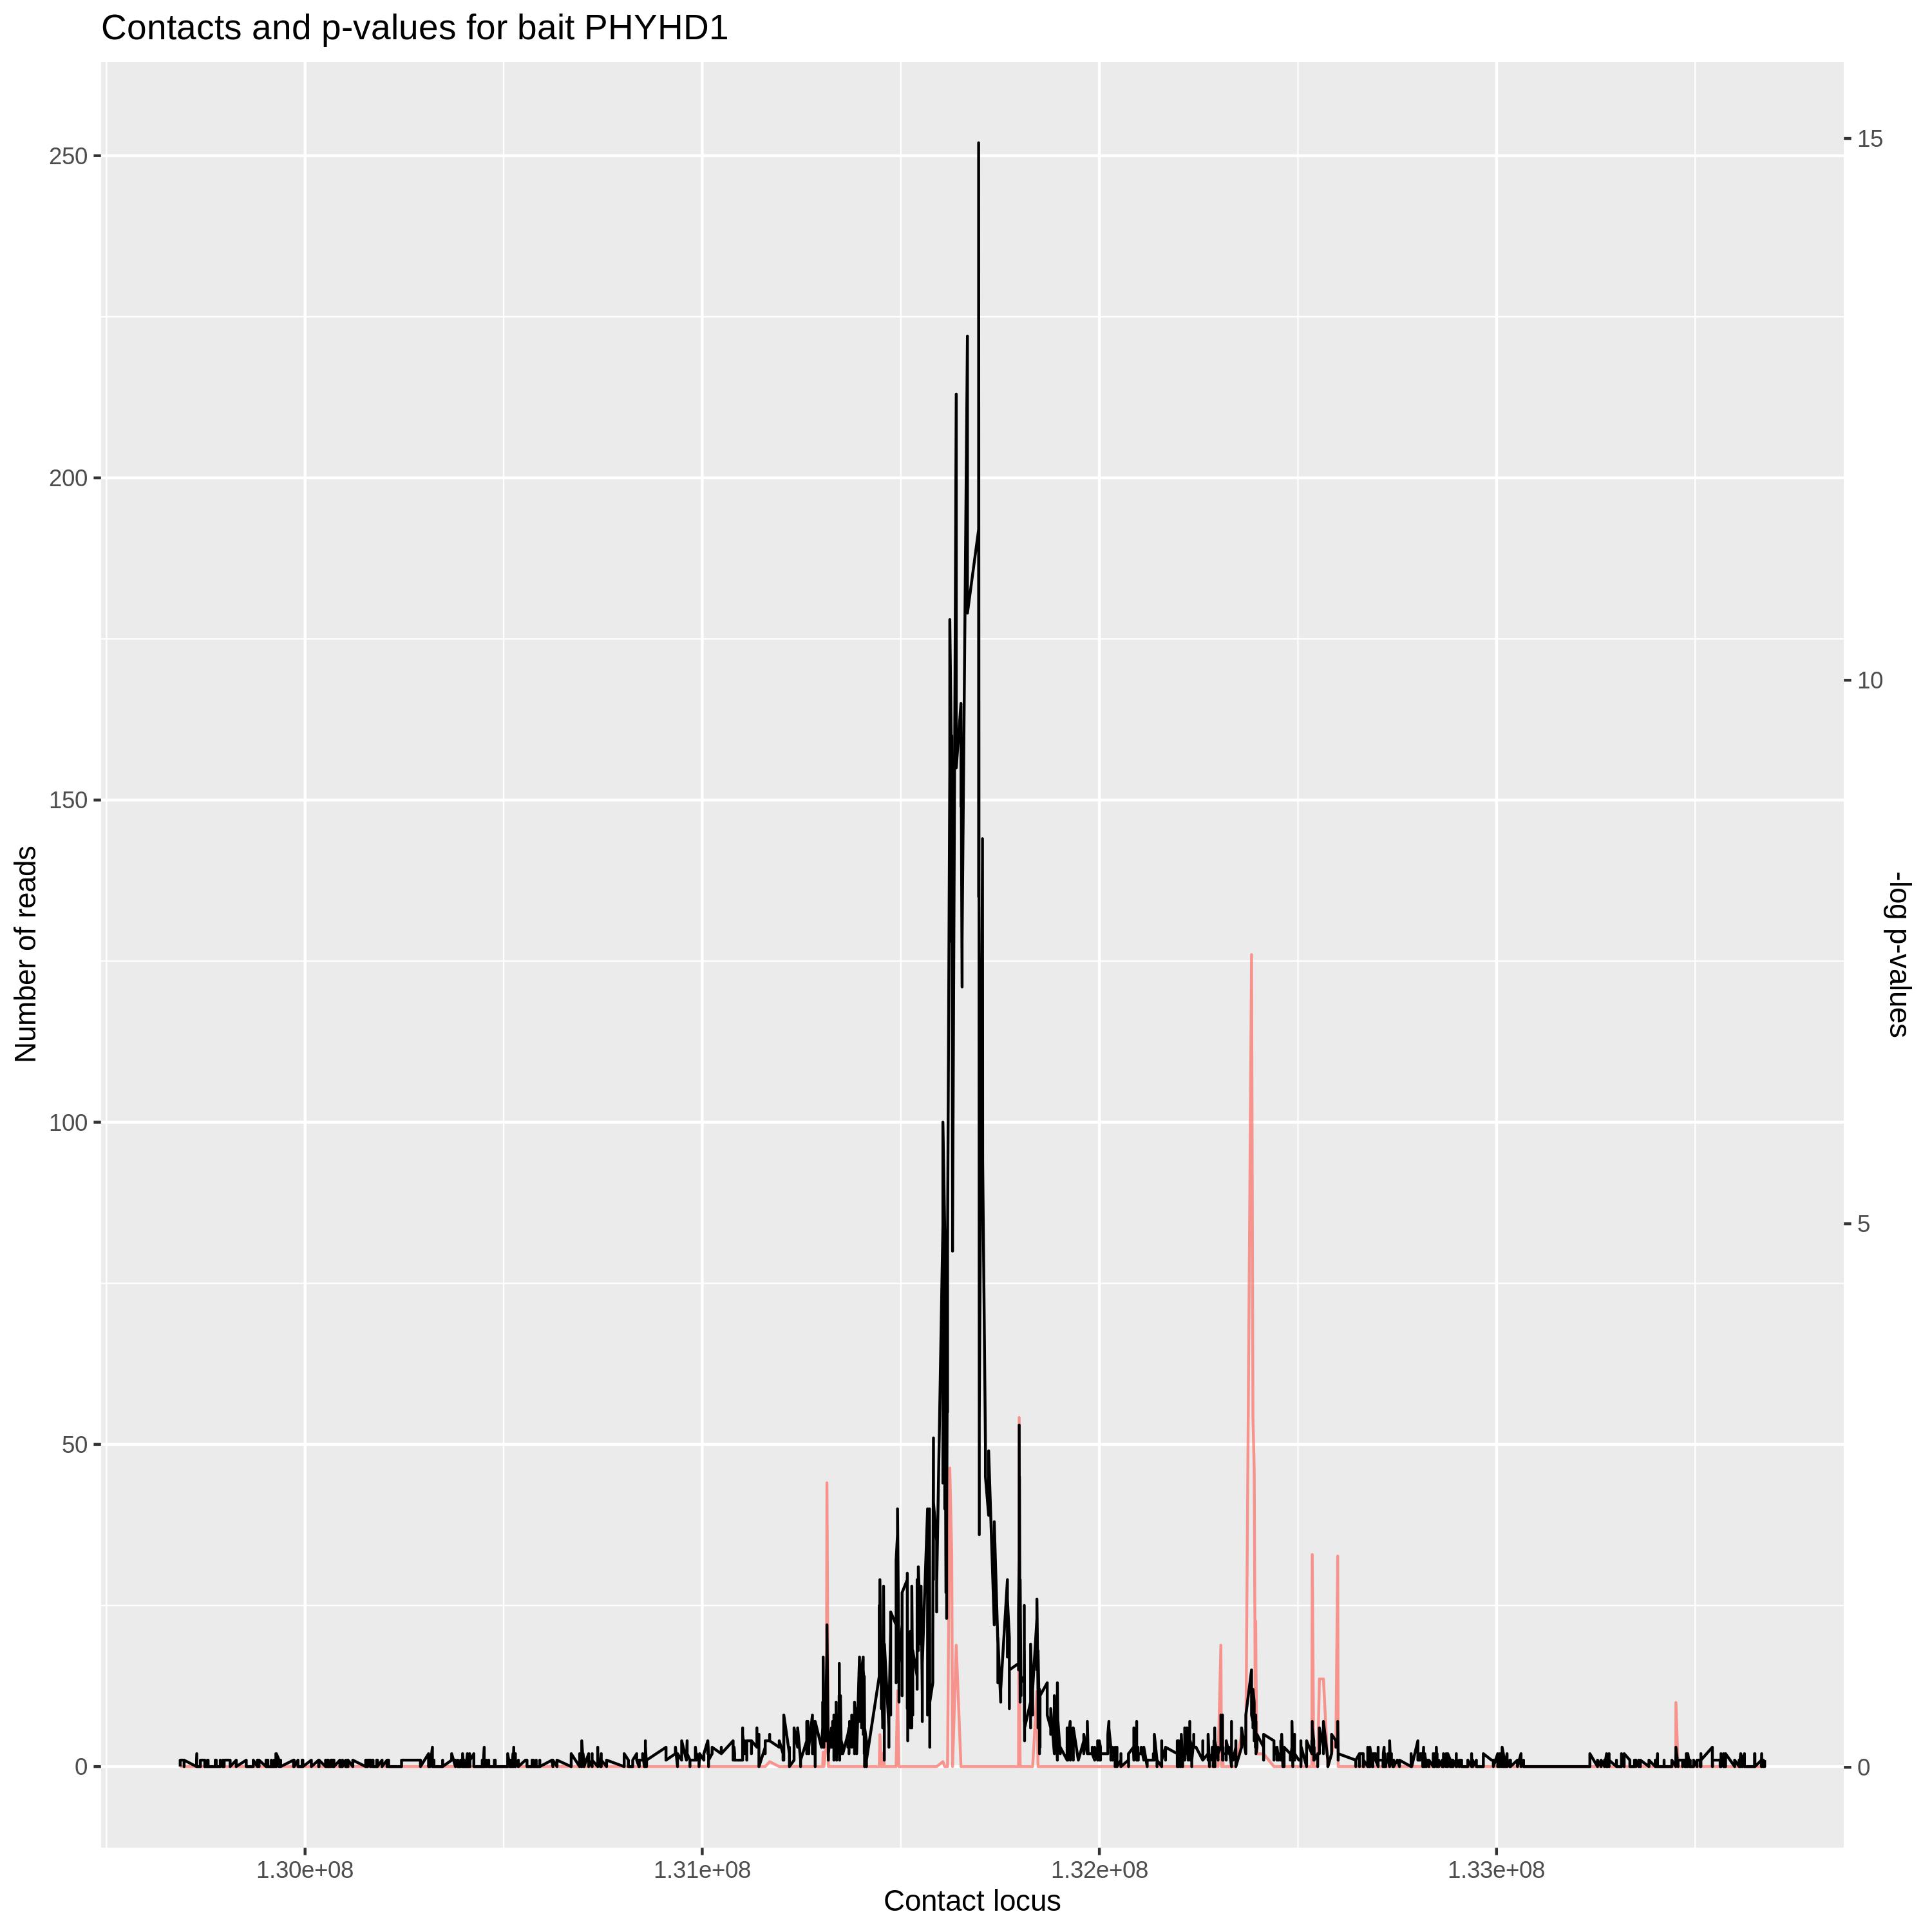 Contacts and p-values for bait PHYHD1
250
200
150
100
50
0
Number of reads
15
10
5
0
-log p-values
1.30e+08
1.31e+08
1.32e+08
1.33e+08
Contact locus